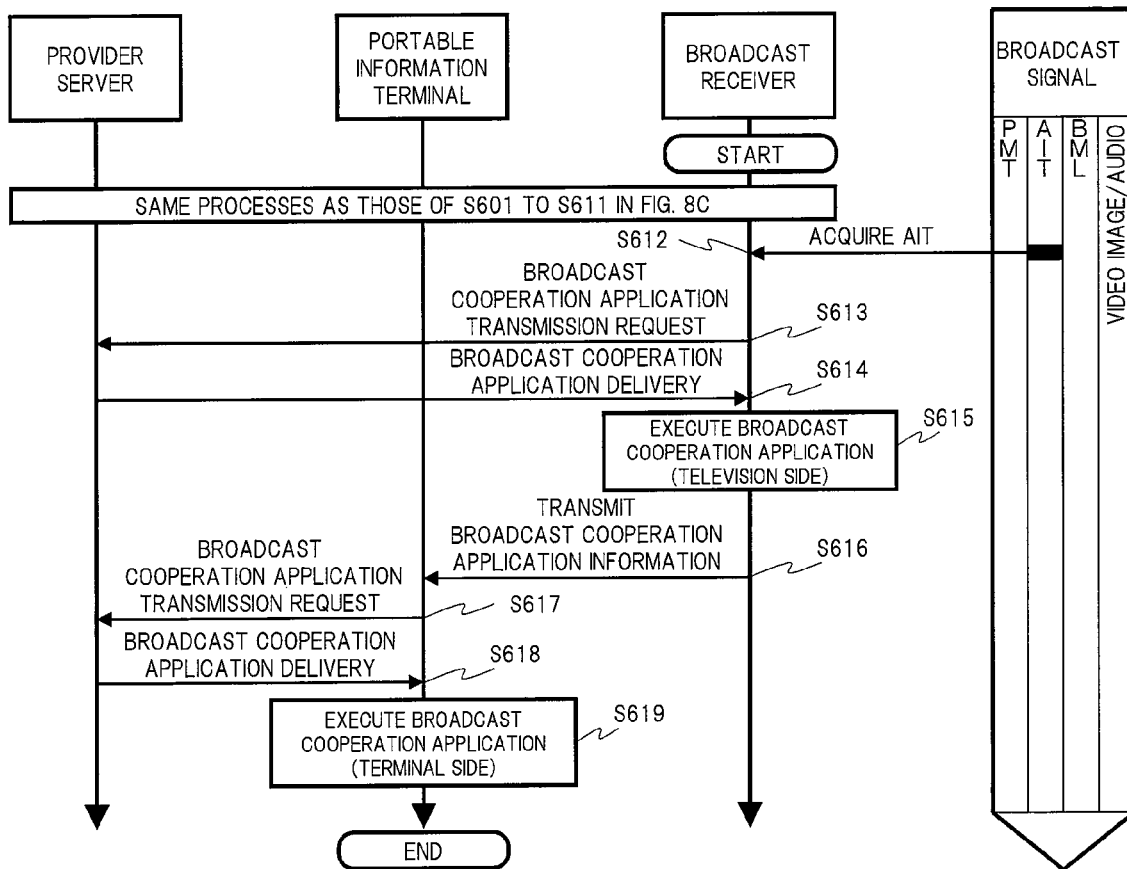 PROVIDER
SERVER
PORTABLE
INFORMATION
TERMINAL
BROADCAST
RECEIVER
BROADCAST
SIGNAL
PMT
AIT
BML
VIDEO IMAGE/AUDIO
START
SAME PROCESSES AS THOSE OF S601 TO S611 IN FIG. 8C
S612
ACQUIRE AIT
BROADCAST
COOPERATION APPLICATION
TRANSMISSION REQUEST
S613
BROADCAST COOPERATION
APPLICATION DELIVERY
S614
EXECUTE BROADCAST
COOPERATION APPLICATION
(TELEVISION SIDE)
S615
TRANSMIT
BROADCAST COOPERATION
APPLICATION INFORMATION
S616
BROADCAST
COOPERATION APPLICATION
TRANSMISSION REQUEST
S617
BROADCAST COOPERATION
APPLICATION DELIVERY
S618
EXECUTE BROADCAST
COOPERATION APPLICATION
(TERMINAL SIDE)
S619
END